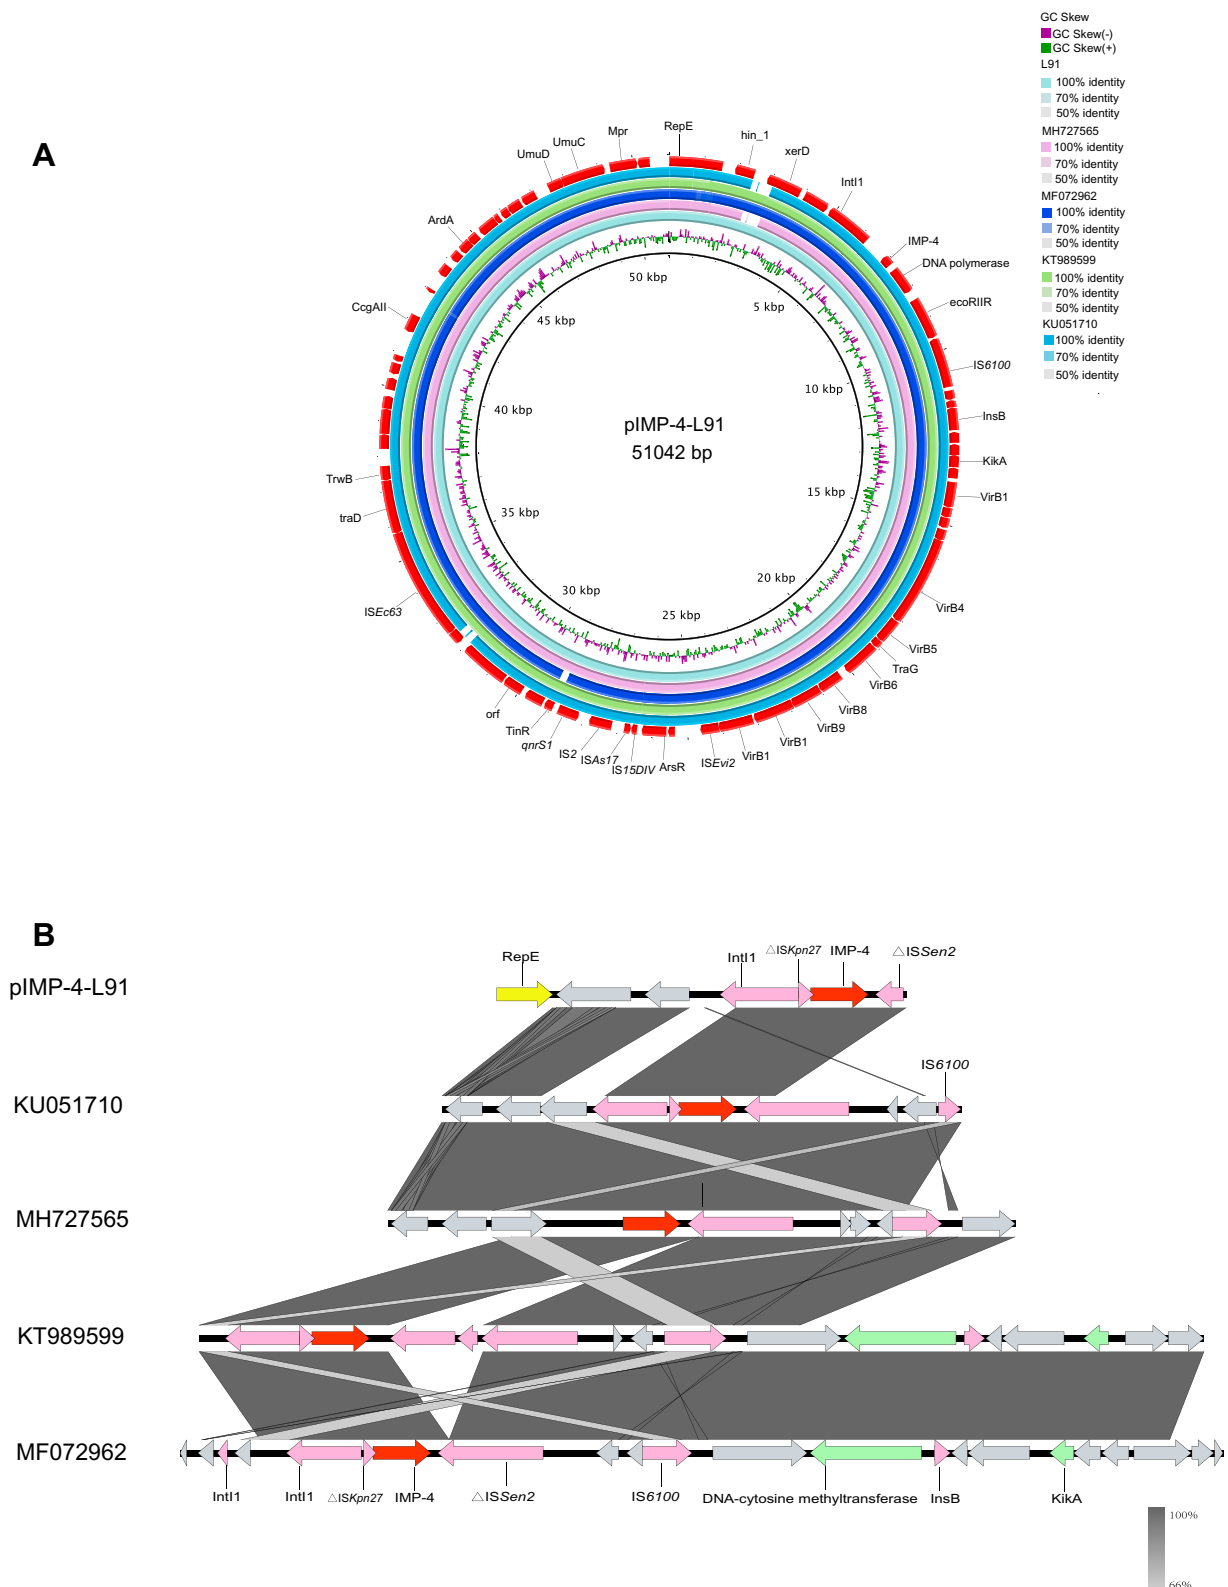 GC Skew
GC Skew(-)
GC Skew(+)
L91
100% identity
70% identity
50% identity
MH727565
100% identity
70% identity
50% identity
MF072962
100% identity
70% identity
50% identity
KT989599
100% identity
70% identity
50% identity
KU051710
100% identity
70% identity
50% identity
A
RepE
hin_1
xerD
IntI1
IMP-4
DNA polymerase
ecoRIIR
IS6100
InsB
KikA
VirB1
VirB4
VirB5
TraG
VirB6
VirB8
VirB9
VirB1
VirB1
ISEvi2
ArsR
IS15DIV
ISAs17
IS2
qnrS1
TinR
orf
ISEc63
traD
TrwB
CcgAII
ArdA
UmuD
UmuC
Mpr
50 kbp
5 kbp
10 kbp
15 kbp
20 kbp
25 kbp
30 kbp
35 kbp
40 kbp
45 kbp
pIMP-4-L91
51042 bp
B
pIMP-4-L91
RepE
IntI1
△ISKpn27
IMP-4
△ISSen2
KU051710
IS6100
MH727565
KT989599
MF072962
IntI1
IntI1
△ISKpn27
IMP-4
△ISSen2
IS6100
DNA-cytosine methyltransferase
InsB
KikA
100%
66%